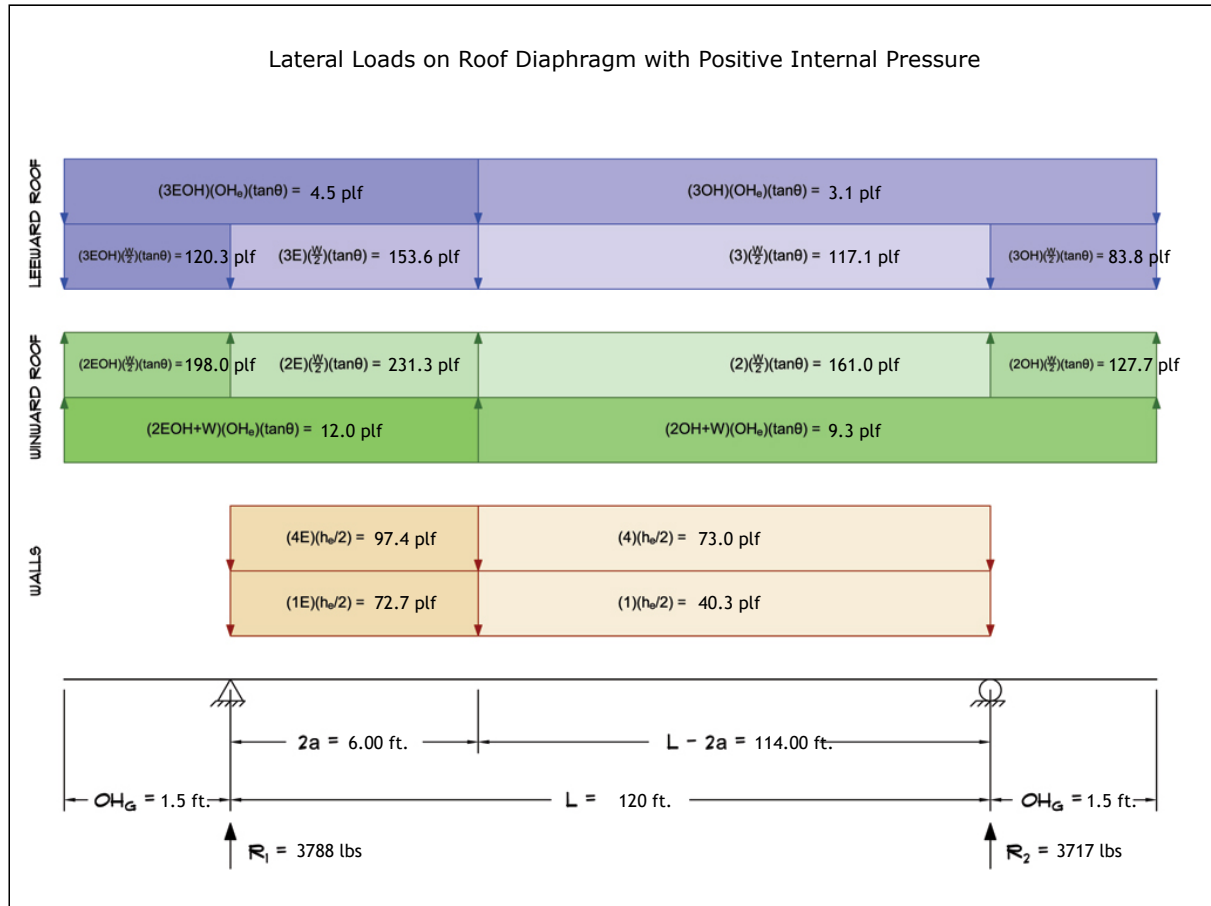 Lateral Loads on Roof Diaphragm with Positive Internal Pressure
LEEWARD ROOF
(3EOH)(OHₑ)(tanθ) = 4.5 plf
(3OH)(OHₑ)(tanθ) = 3.1 plf
(3EOH)(W/2)(tanθ) = 120.3 plf
(3E)(W/2)(tanθ) = 153.6 plf
(3)(W/2)(tanθ) = 117.1 plf
(3OH)(W/2)(tanθ) = 83.8 plf
WINWARD ROOF
(2EOH)(W/2)(tanθ) = 198.0 plf
(2E)(W/2)(tanθ) = 231.3 plf
(2)(W/2)(tanθ) = 161.0 plf
(2OH)(W/2)(tanθ) = 127.7 plf
(2EOH+W)(OHₑ)(tanθ) = 12.0 plf
(2OH+W)(OHₑ)(tanθ) = 9.3 plf
WALLS
(4E)(hₑ/2) = 97.4 plf
(4)(hₑ/2) = 73.0 plf
(1E)(hₑ/2) = 72.7 plf
(1)(hₑ/2) = 40.3 plf
2a = 6.00 ft.
L - 2a = 114.00 ft.
OH_G = 1.5 ft.
L = 120 ft.
OH_G = 1.5 ft.
R₁ = 3788 lbs
R₂ = 3717 lbs